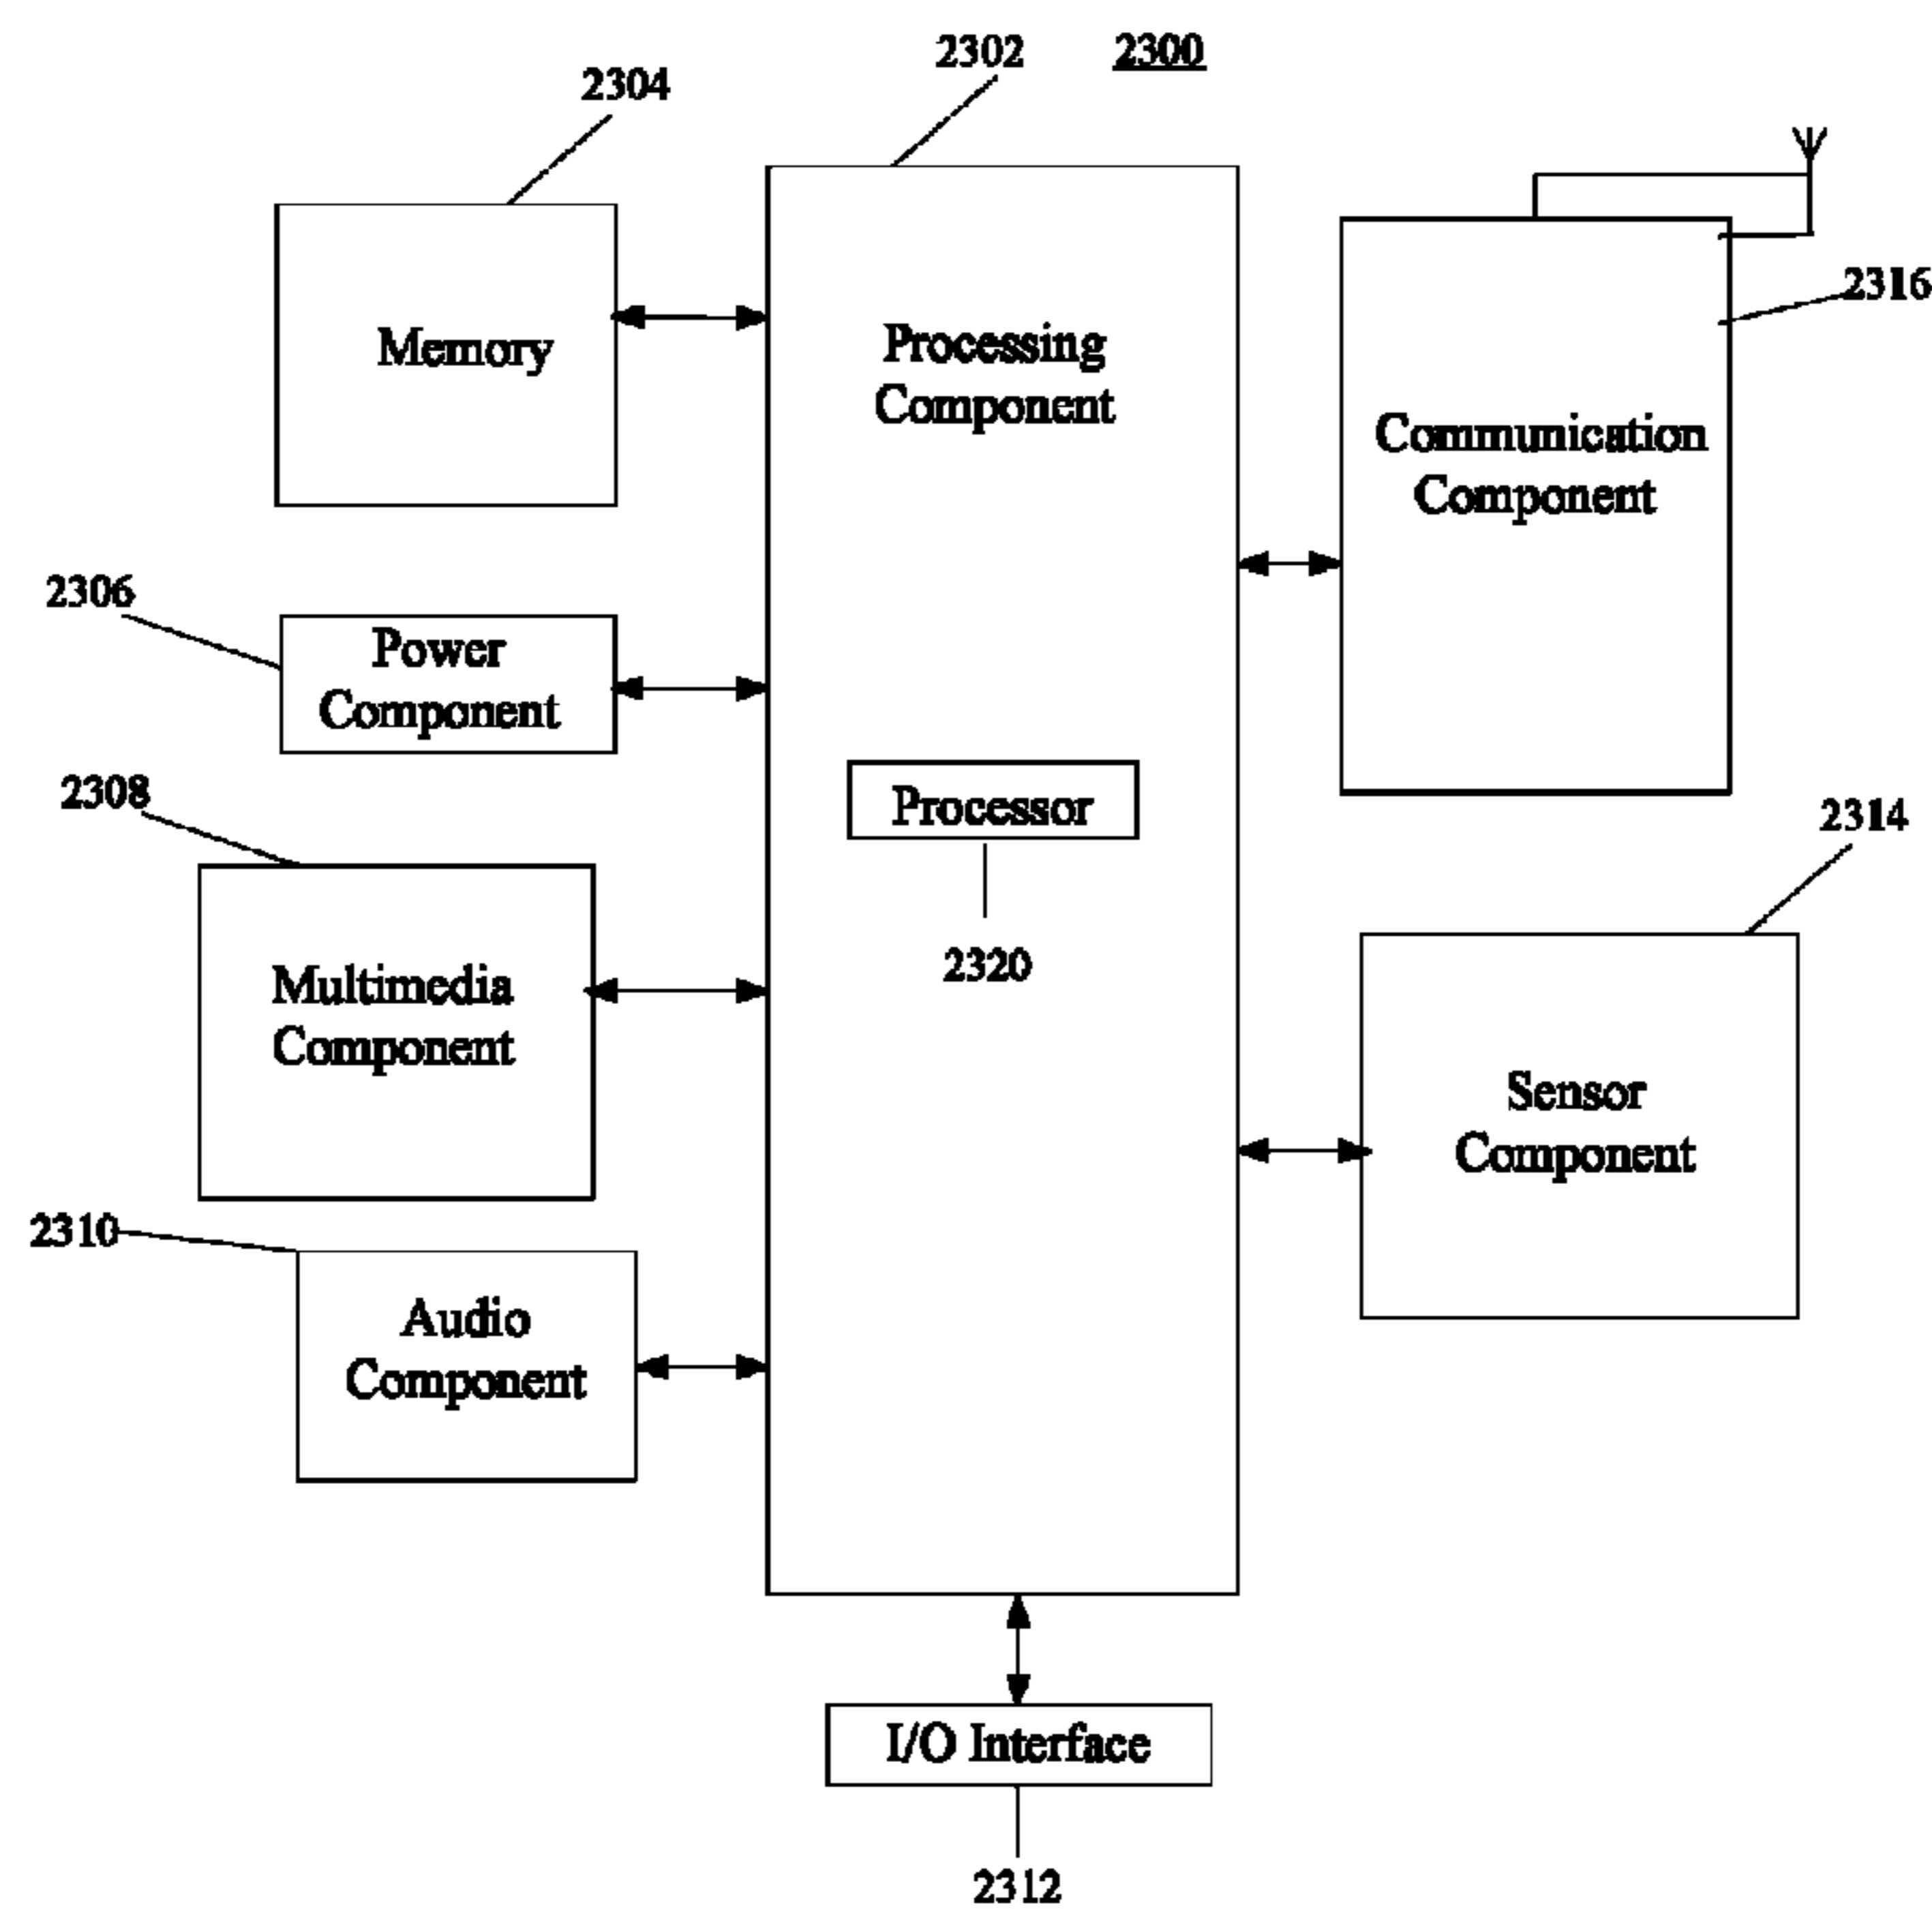 2302
2300
2304
2316
Memory
Processing
Component
Communication
Component
2306
Power
Component
2308
Processor
2314
2320
Multimedia
Component
Sensor
Component
2310
Audio
Component
I/O Interface
2312